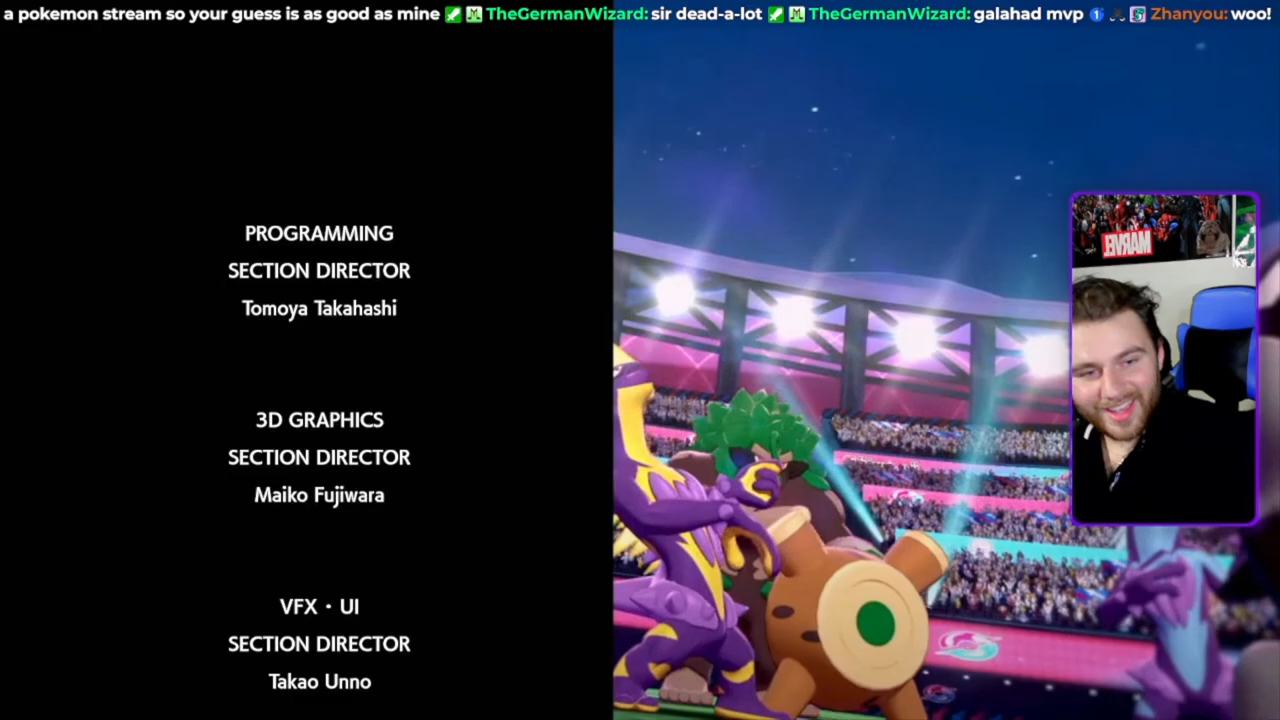 a pokemon stream so your guess is as good as mine TheGermanWizard: sir dead-a-lot TheGermanWizard: galahad mvp 1 Zhanyou: woo!
MARVEL
PROGRAMMING
SECTION DIRECTOR
Tomoya Takahashi
3D GRAPHICS
SECTION DIRECTOR
Maiko Fujiwara
VFX・UI
SECTION DIRECTOR
Takao Unno